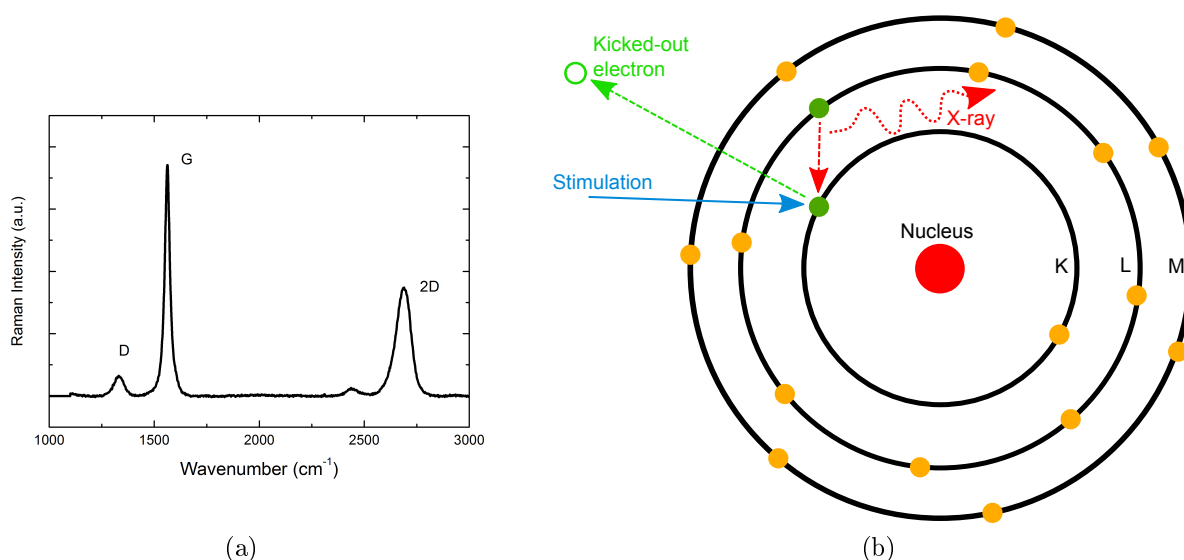 G
D
2D
Raman Intensity (a.u.)
1000 1500 2000 2500 3000
Wavenumber (cm⁻¹)
(a)
Kicked-out
electron
X-ray
Stimulation
Nucleus
K L M
(b)